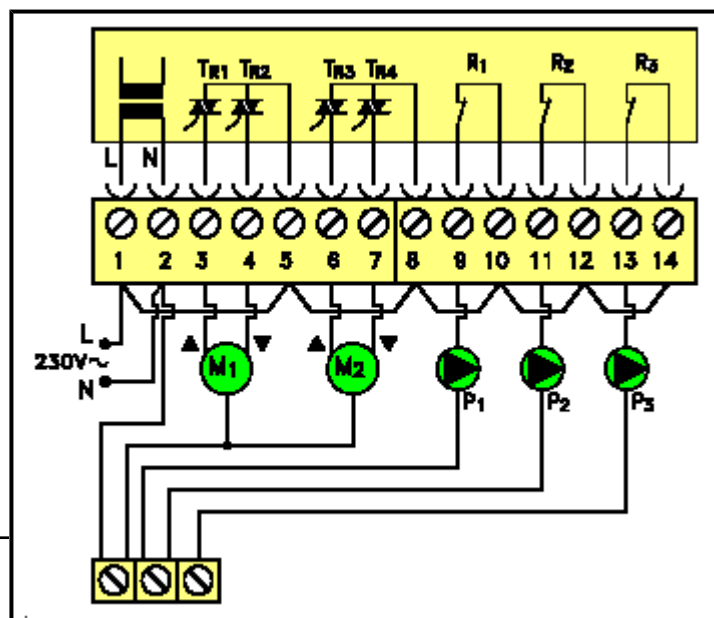 TR1 TR2 TR3 TR4 R1 R2 R3
L N
1 2 3 4 5 6 7 8 9 10 11 12 13 14
L
230V~
N
▲ M1 ▼ ▲ M2 ▼
P1 P2 P3